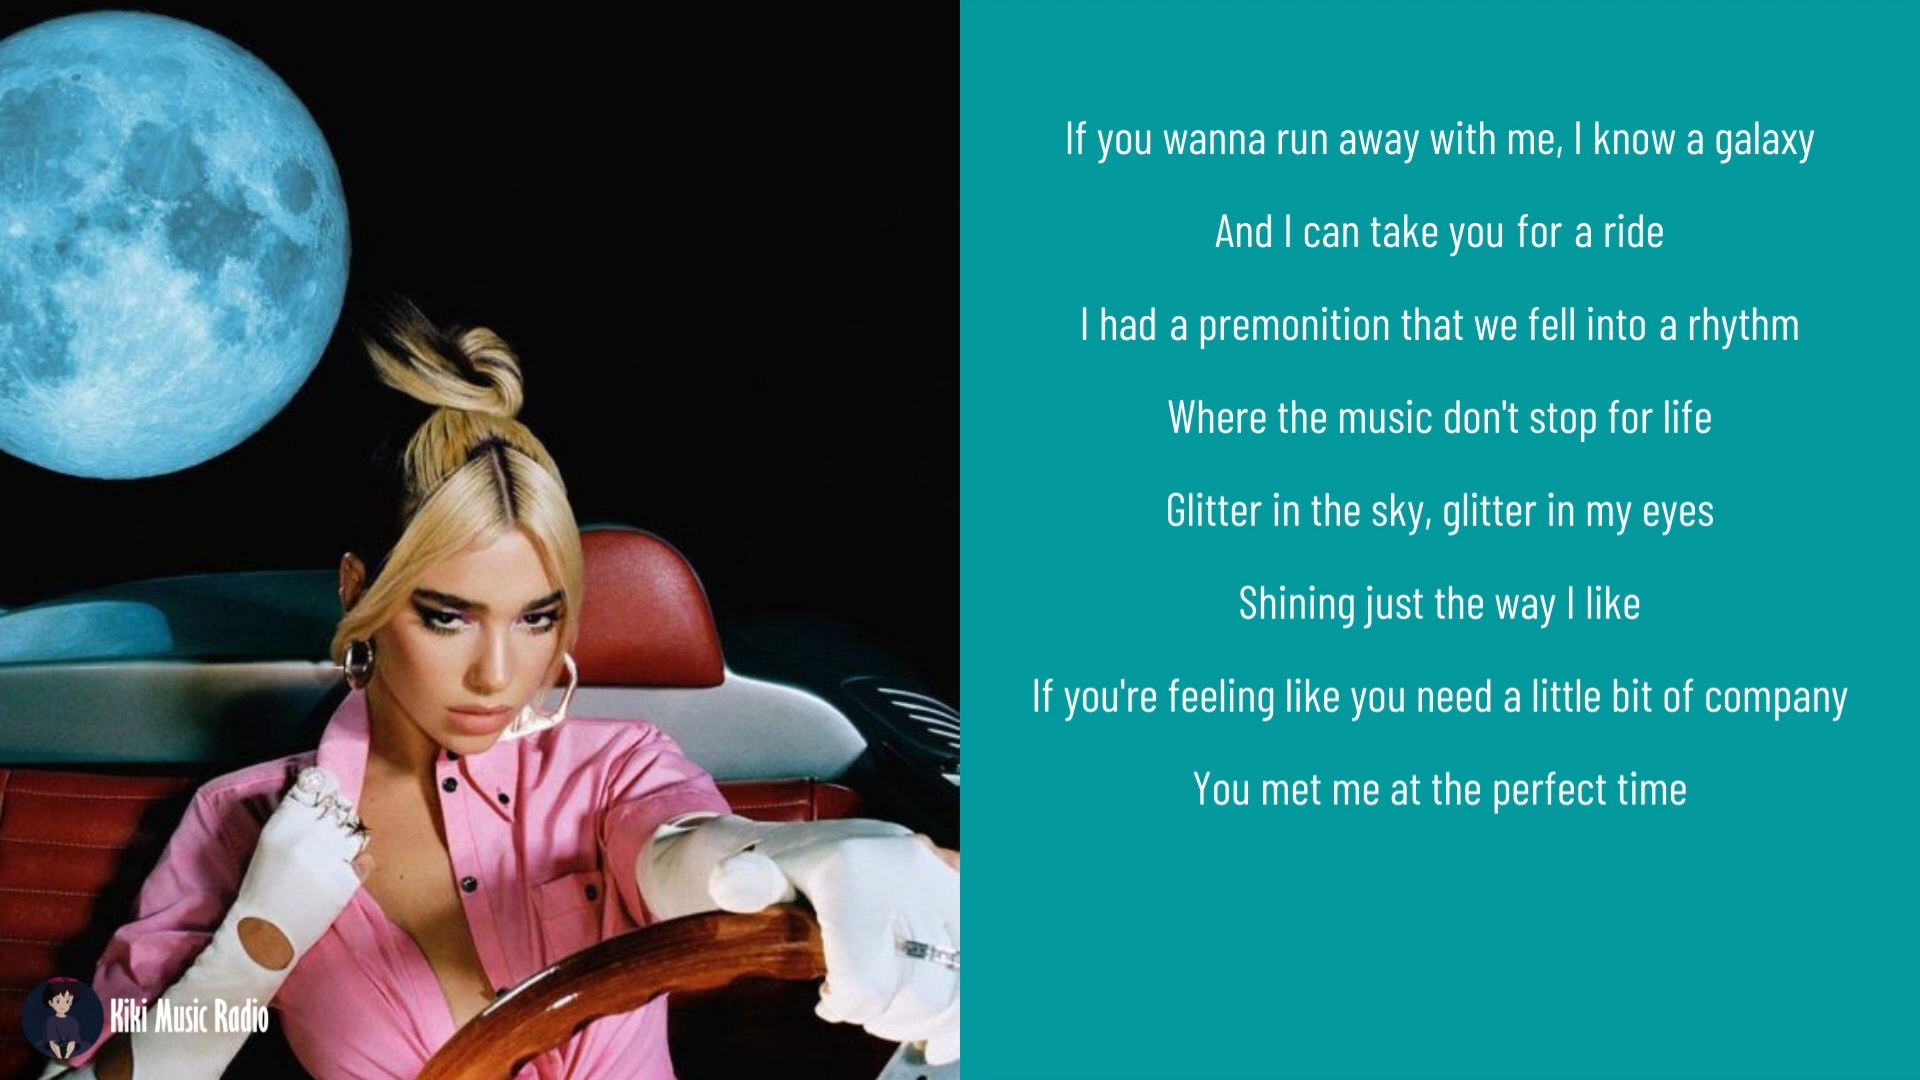 If you wanna run away with me, I know a galaxy
And I can take you for a ride
I had a premonition that we fell into a rhythm
Where the music don't stop for life
Glitter in the sky, glitter in my eyes
Shining just the way I like
If you're feeling like you need a little bit of company
You met me at the perfect time
Kiki Music Radio